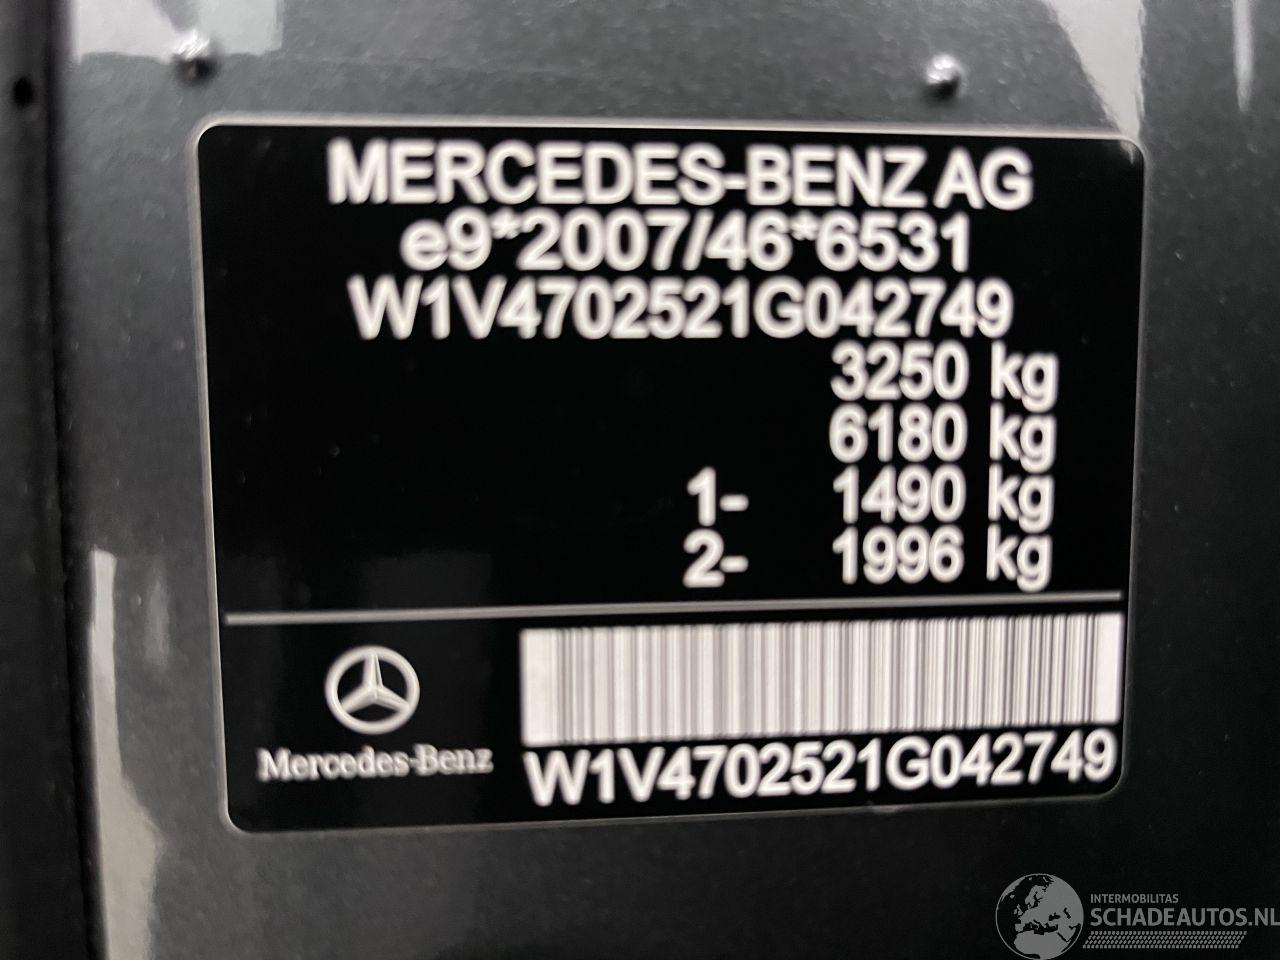 MERCEDES-BENZ AG
e9*2007/46*6531
W1V4702521G042749
3250 kg
6180 kg
1- 1490 kg
2- 1996 kg
Mercedes-Benz
W1V4702521G042749
INTERMOBILITAS
SCHADEAUTOS.NL